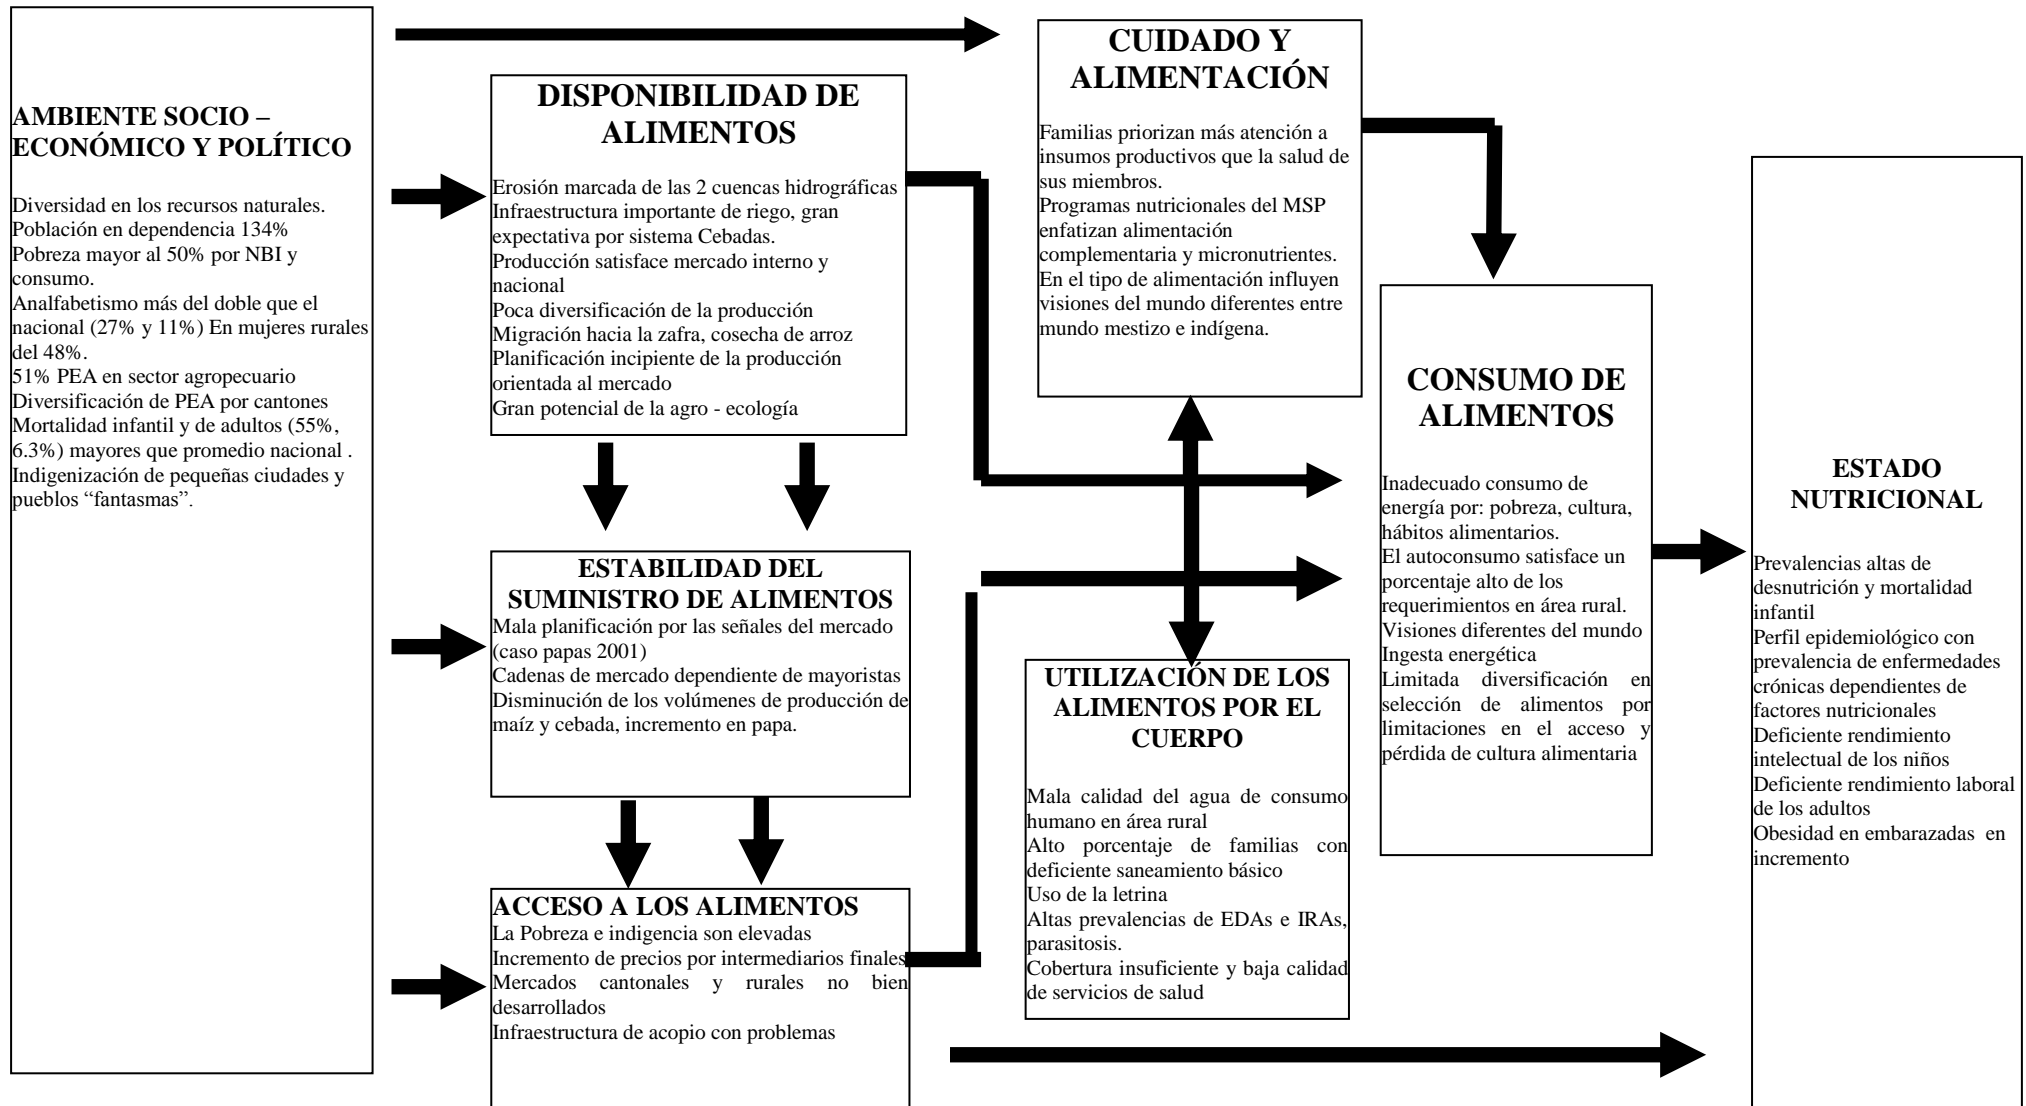 AMBIENTE SOCIO –
ECONÓMICO Y POLÍTICO
Diversidad en los recursos naturales.
Población en dependencia 134%
Pobreza mayor al 50% por NBI y
consumo.
Analfabetismo más del doble que el
nacional (27% y 11%) En mujeres rurales
del 48%.
51% PEA en sector agropecuario
Diversificación de PEA por cantones
Mortalidad infantil y de adultos (55%,
6.3%) mayores que promedio nacional .
Indigenización de pequeñas ciudades y
pueblos “fantasmas”.
DISPONIBILIDAD DE
ALIMENTOS
Erosión marcada de las 2 cuencas hidrográficas
Infraestructura importante de riego, gran
expectativa por sistema Cebadas.
Producción satisface mercado interno y
nacional
Poca diversificación de la producción
Migración hacia la zafra, cosecha de arroz
Planificación incipiente de la producción
orientada al mercado
Gran potencial de la agro - ecología
ESTABILIDAD DEL
SUMINISTRO DE ALIMENTOS
Mala planificación por las señales del mercado
(caso papas 2001)
Cadenas de mercado dependiente de mayoristas
Disminución de los volúmenes de producción de
maíz y cebada, incremento en papa.
ACCESO A LOS ALIMENTOS
La Pobreza e indigencia son elevadas
Incremento de precios por intermediarios finales
Mercados cantonales y rurales no bien
desarrollados
Infraestructura de acopio con problemas
CUIDADO Y
ALIMENTACIÓN
Familias priorizan más atención a
insumos productivos que la salud de
sus miembros.
Programas nutricionales del MSP
enfatizan alimentación
complementaria y micronutrientes.
En el tipo de alimentación influyen
visiones del mundo diferentes entre
mundo mestizo e indígena.
UTILIZACIÓN DE LOS
ALIMENTOS POR EL
CUERPO
Mala calidad del agua de consumo
humano en área rural
Alto porcentaje de familias con
deficiente saneamiento básico
Uso de la letrina
Altas prevalencias de EDAs e IRAs,
parasitosis.
Cobertura insuficiente y baja calidad
de servicios de salud
CONSUMO DE
ALIMENTOS
Inadecuado consumo de
energía por: pobreza, cultura,
hábitos alimentarios.
El autoconsumo satisface un
porcentaje alto de los
requerimientos en área rural.
Visiones diferentes del mundo
Ingesta energética
Limitada diversificación en
selección de alimentos por
limitaciones en el acceso y
pérdida de cultura alimentaria
ESTADO
NUTRICIONAL
Prevalencias altas de
desnutrición y mortalidad
infantil
Perfil epidemiológico con
prevalencia de enfermedades
crónicas dependientes de
factores nutricionales
Deficiente rendimiento
intelectual de los niños
Deficiente rendimiento laboral
de los adultos
Obesidad en embarazadas en
incremento